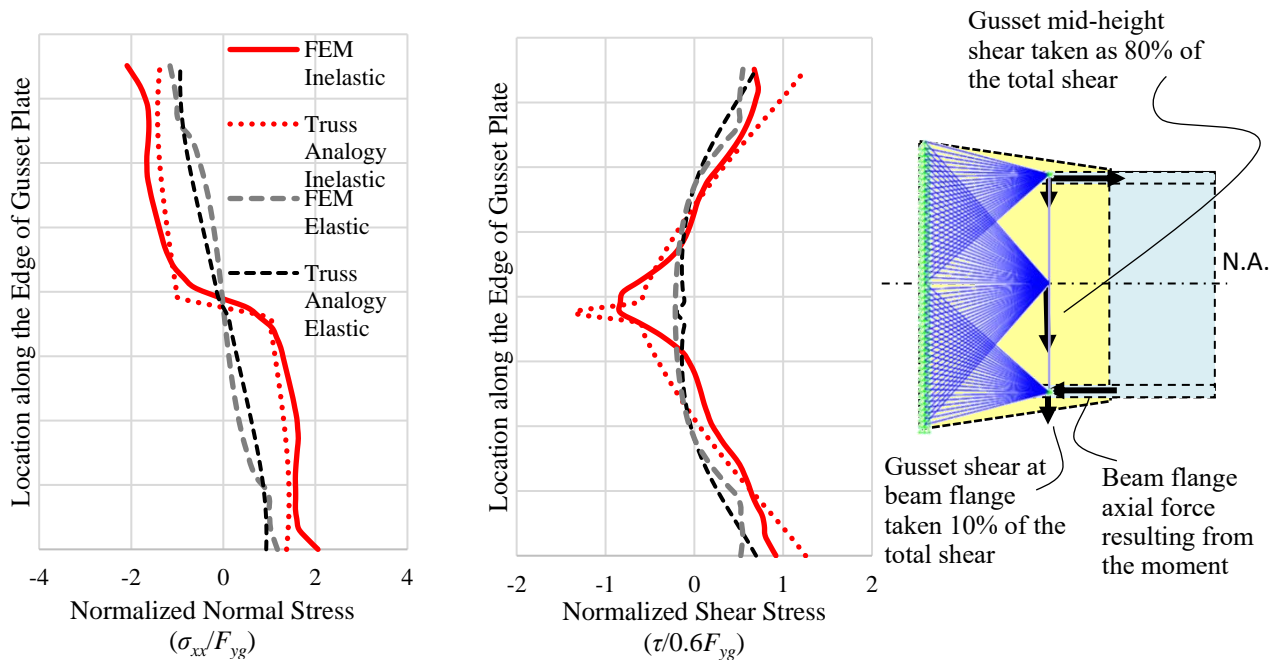 Location along the Edge of Gusset Plate
FEM
Inelastic
Truss
Analogy
Inelastic
FEM
Elastic
Truss
Analogy
Elastic
-4
-2
0
2
4
Normalized Normal Stress
(σxx/Fyg)
Location along the Edge of Gusset Plate
-2
-1
0
1
2
Normalized Shear Stress
(τ/0.6Fyg)
Gusset mid-height
shear taken as 80% of
the total shear
N.A.
Gusset shear at
beam flange
taken 10% of the
total shear
Beam flange
axial force
resulting from
the moment